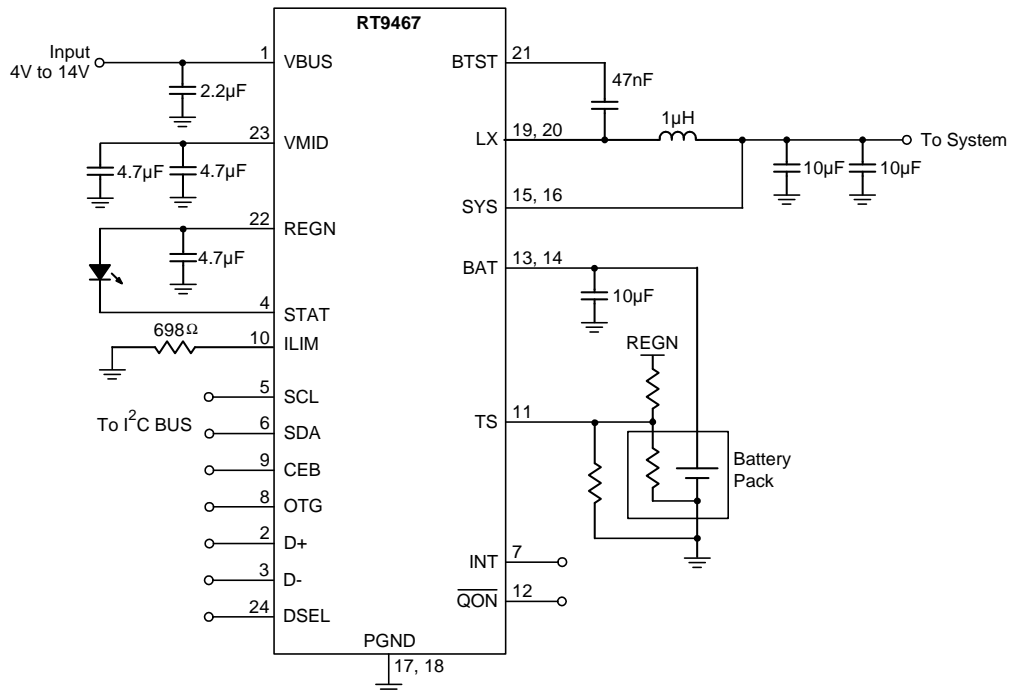 RT9467
Input
4V to 14V
1
VBUS
2.2µF
23
VMID
4.7µF
4.7µF
22
REGN
4.7µF
4
STAT
698Ω
10
ILIM
5
SCL
To I²C BUS
6
SDA
9
CEB
8
OTG
2
D+
3
D-
24
DSEL
PGND
17, 18
BTST
21
47nF
LX
19, 20
1µH
To System
10µF
10µF
SYS
15, 16
BAT
13, 14
10µF
REGN
TS
11
Battery
Pack
INT
7
QON
12